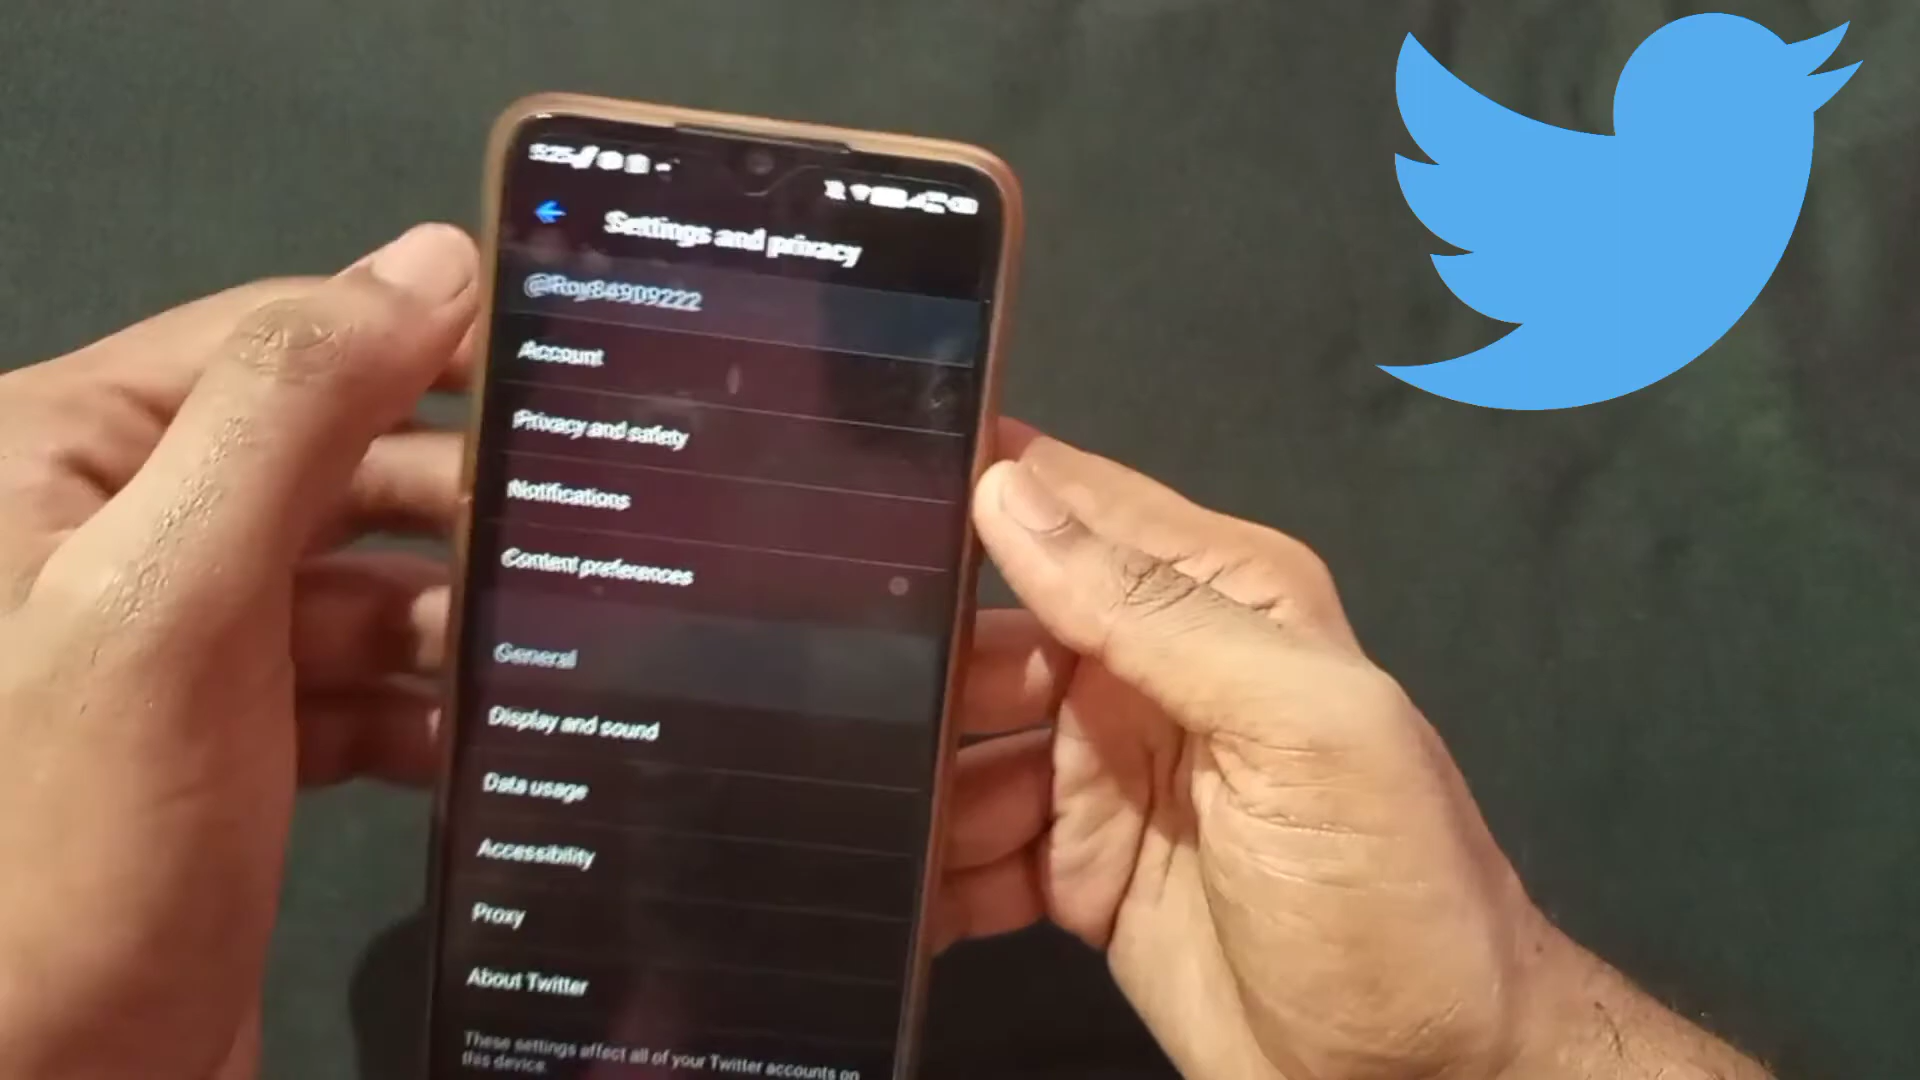 Settings and privacy
@Roy84909222
Account
Privacy and safety
Notifications
Content preferences
General
Display and sound
Data usage
Accessibility
Proxy
About Twitter
These settings affect all of your Twitter accounts on
this device.